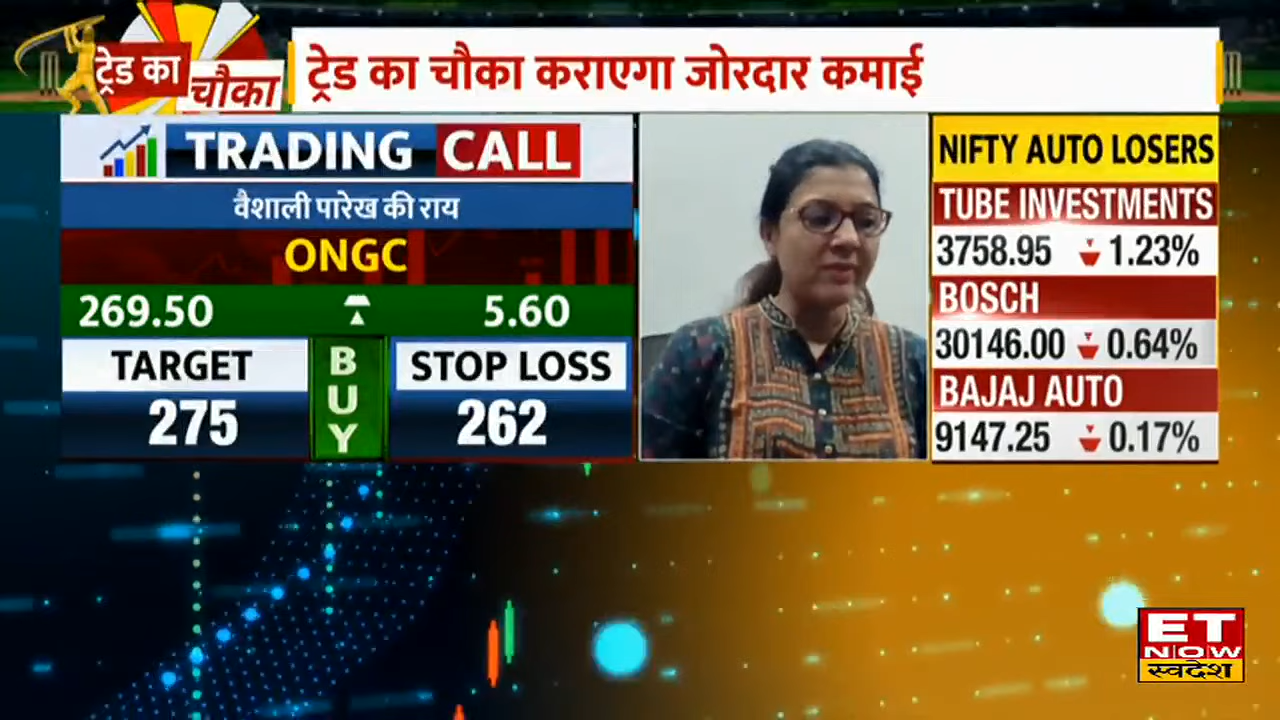 ट्रेड का
चौका
ट्रेड का चौका कराएगा जोरदार कमाई
TRADING CALL
वैशाली पारेख की राय
ONGC
269.50 5.60
TARGET
275
BUY
STOP LOSS
262
NIFTY AUTO LOSERS
TUBE INVESTMENTS
3758.95 1.23%
BOSCH
30146.00 0.64%
BAJAJ AUTO
9147.25 0.17%
ET
NOW
स्वदेश